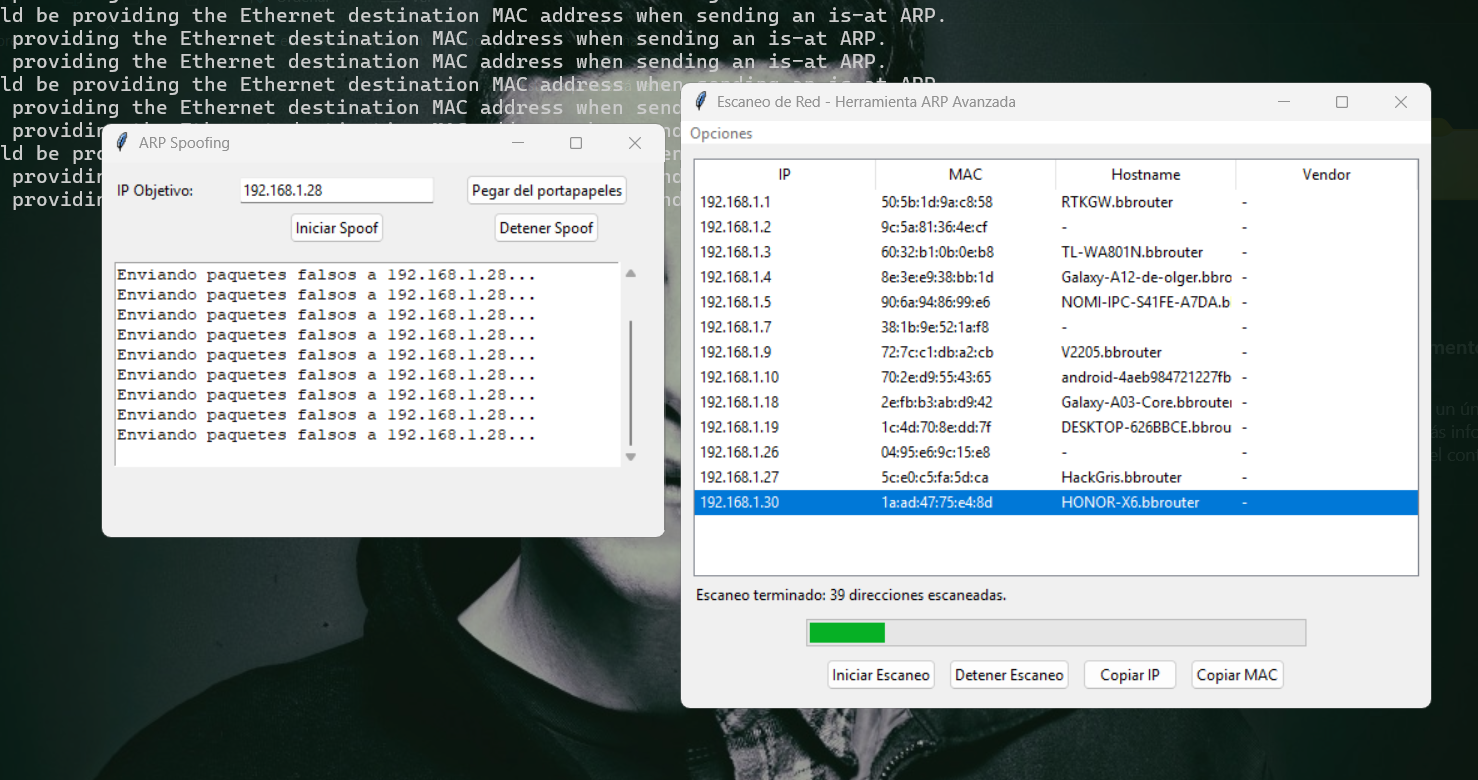 ld be providing the Ethernet destination MAC address when sending an is-at ARP.
providing the Ethernet destination MAC address when sending an is-at ARP.
providing the Ethernet destination MAC address when sending an is-at ARP.
ld be providing the Ethernet destination MAC address when sending an is-at ARP
providing the Ethernet destination MAC address when send
providing
ld be pro
providin
providin
ARP Spoofing
IP Objetivo:
192.168.1.28
Pegar del portapapeles
Iniciar Spoof
Detener Spoof
Enviando paquetes falsos a 192.168.1.28...
Enviando paquetes falsos a 192.168.1.28...
Enviando paquetes falsos a 192.168.1.28...
Enviando paquetes falsos a 192.168.1.28...
Enviando paquetes falsos a 192.168.1.28...
Enviando paquetes falsos a 192.168.1.28...
Enviando paquetes falsos a 192.168.1.28...
Enviando paquetes falsos a 192.168.1.28...
Enviando paquetes falsos a 192.168.1.28...
Escaneo de Red - Herramienta ARP Avanzada
Opciones
IP MAC Hostname Vendor
192.168.1.1 50:5b:1d:9a:c8:58 RTKGW.bbrouter -
192.168.1.2 9c:5a:81:36:4e:cf - -
192.168.1.3 60:32:b1:0b:0e:b8 TL-WA801N.bbrouter -
192.168.1.4 8e:3e:e9:38:bb:1d Galaxy-A12-de-olger.bbro -
192.168.1.5 90:6a:94:86:99:e6 NOMI-IPC-S41FE-A7DA.b -
192.168.1.7 38:1b:9e:52:1a:f8 - -
192.168.1.9 72:7c:c1:db:a2:cb V2205.bbrouter -
192.168.1.10 70:2e:d9:55:43:65 android-4aeb984721227fb -
192.168.1.18 2e:fb:b3:ab:d9:42 Galaxy-A03-Core.bbrouter -
192.168.1.19 1c:4d:70:8e:dd:7f DESKTOP-626BBCE.bbrou -
192.168.1.26 04:95:e6:9c:15:e8 - -
192.168.1.27 5c:e0:c5:fa:5d:ca HackGris.bbrouter -
192.168.1.30 1a:ad:47:75:e4:8d HONOR-X6.bbrouter -
Escaneo terminado: 39 direcciones escaneadas.
Iniciar Escaneo
Detener Escaneo
Copiar IP
Copiar MAC